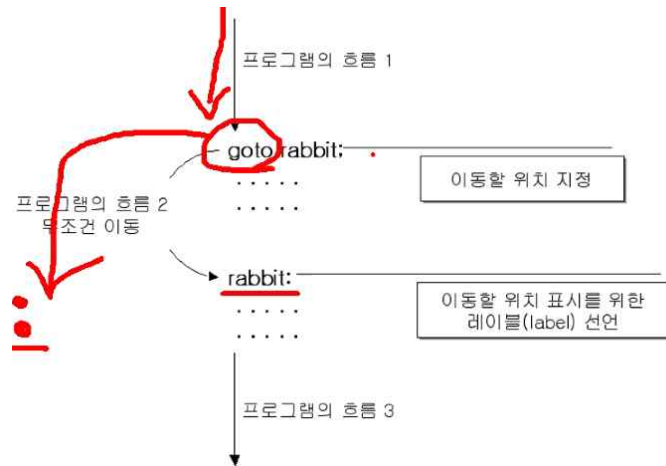 프로그램의 흐름 1
goto rabbit;
이동할 위치 지정
. . . . .
. . . . .
프로그램의 흐름 2
무조건 이동
rabbit:
이동할 위치 표시를 위한
레이블(label) 선언
. . . . .
. . . . .
프로그램의 흐름 3